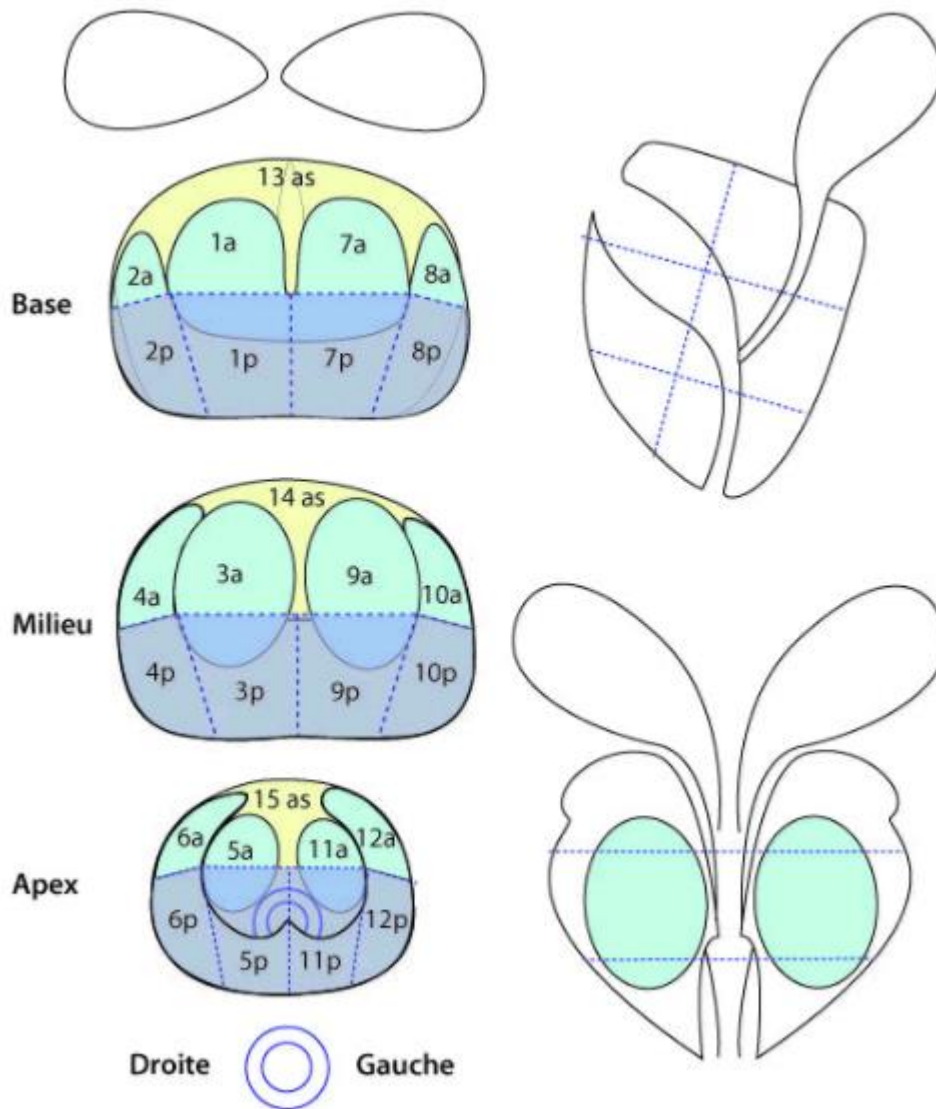 13 as
1a
7a
2a
8a
Base
2p
1p
7p
8p
14 as
3a
9a
4a
10a
Milieu
4p
3p
9p
10p
15 as
6a
5a
11a
12a
Apex
6p
5p
11p
12p
Droite
Gauche